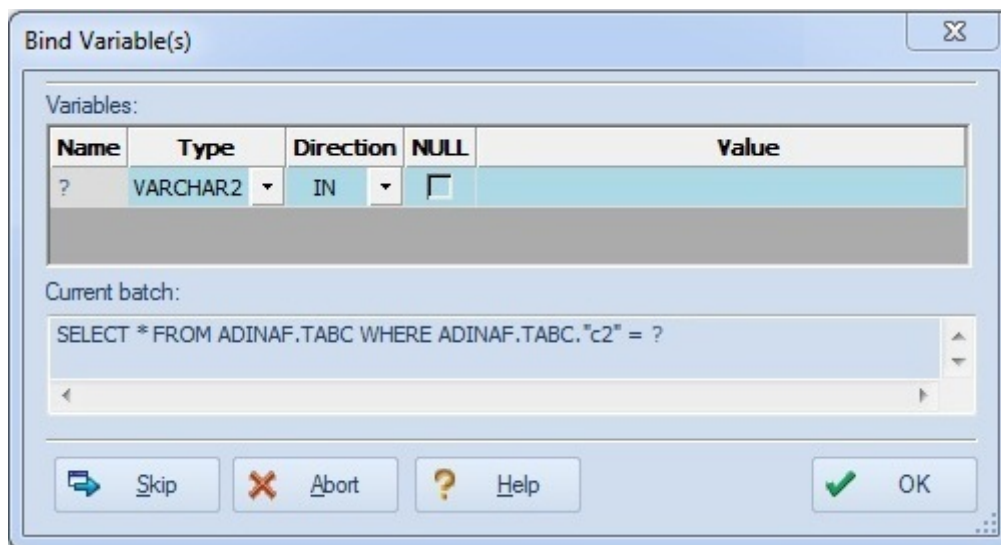 Bind Variable(s)
Variables:
Name Type Direction NULL Value
? VARCHAR2 IN
Current batch:
SELECT * FROM ADINAF.TABC WHERE ADINAF.TABC."c2" = ?
Skip Abort ? Help OK